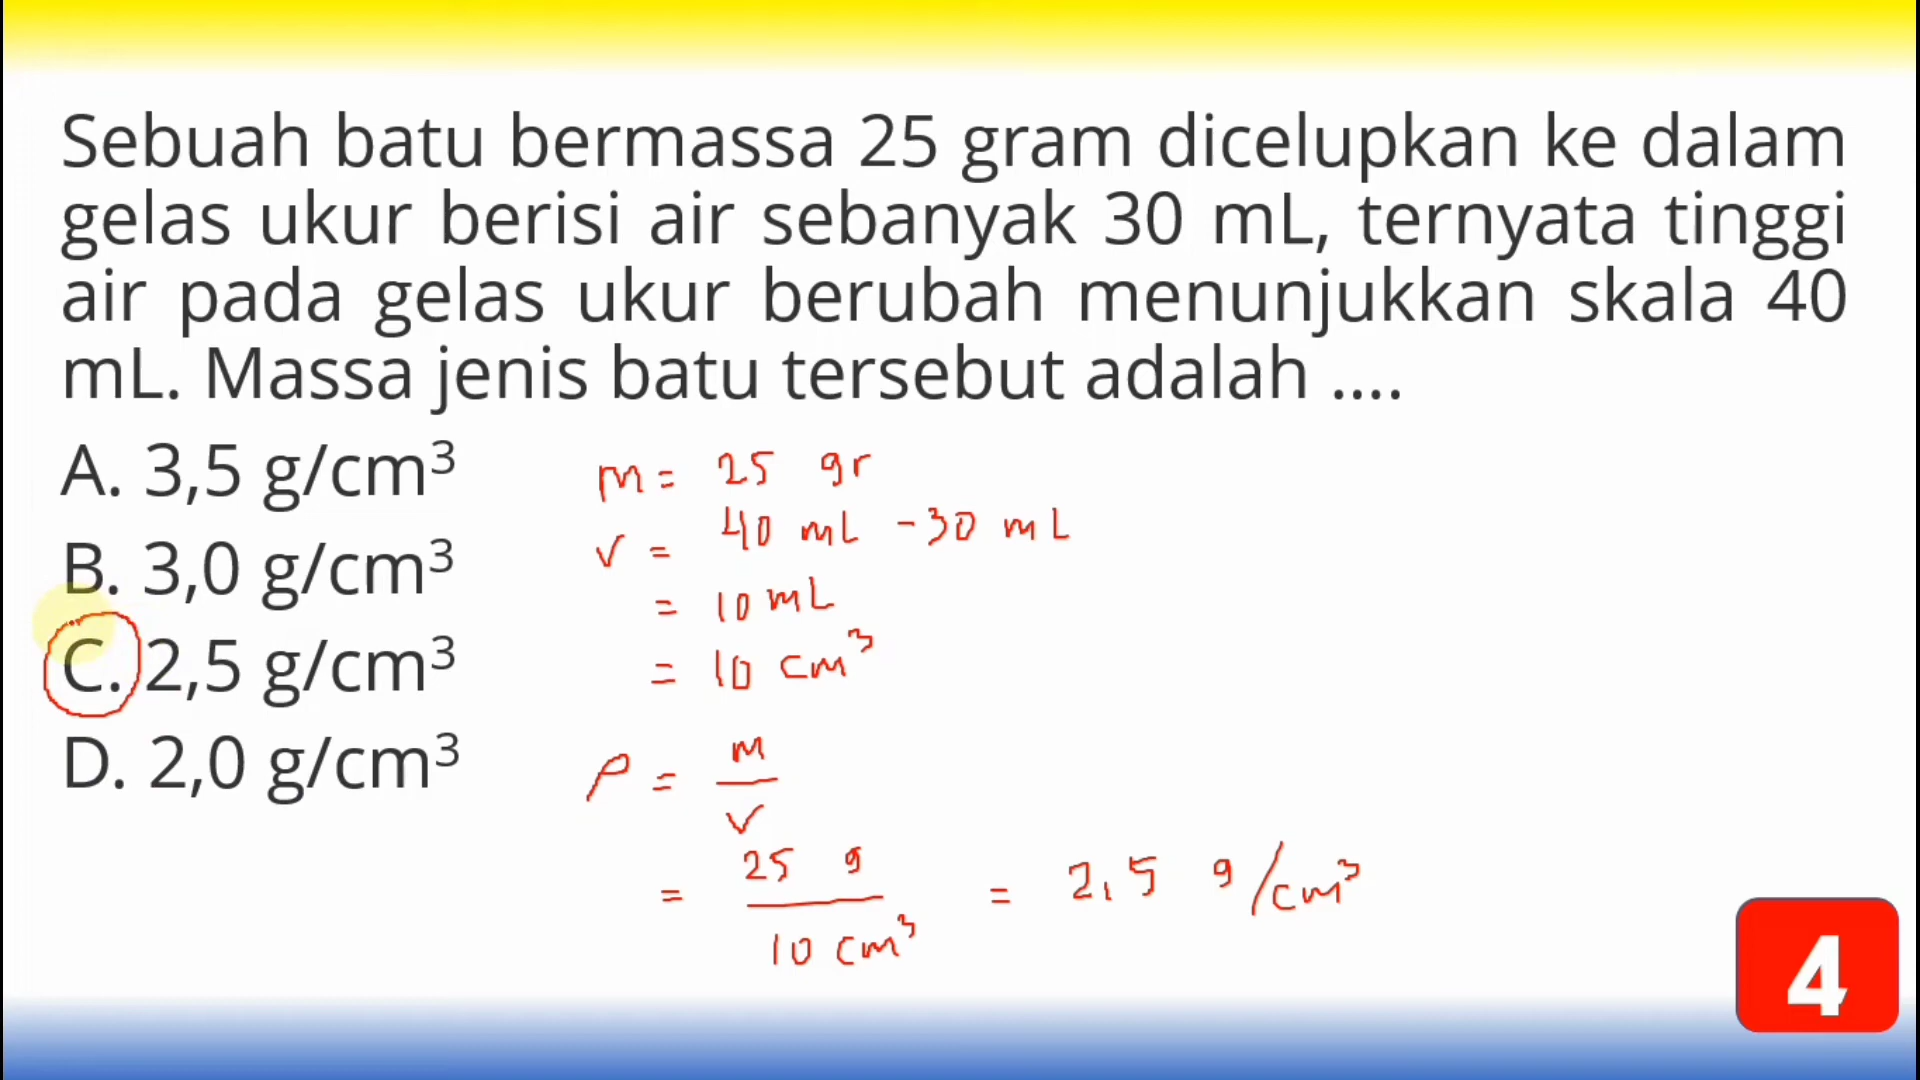 Sebuah batu bermassa 25 gram dicelupkan ke dalam
gelas ukur berisi air sebanyak 30 mL, ternyata tinggi
air pada gelas ukur berubah menunjukkan skala 40
mL. Massa jenis batu tersebut adalah ....
A. 3,5 g/cm³
B. 3,0 g/cm³
C. 2,5 g/cm³
D. 2,0 g/cm³
m = 25 gr
v = 40 mL - 30 mL
= 10 mL
= 10 cm³
ρ = m
v
= 25 g
10 cm³
= 2,5 g/cm³
4